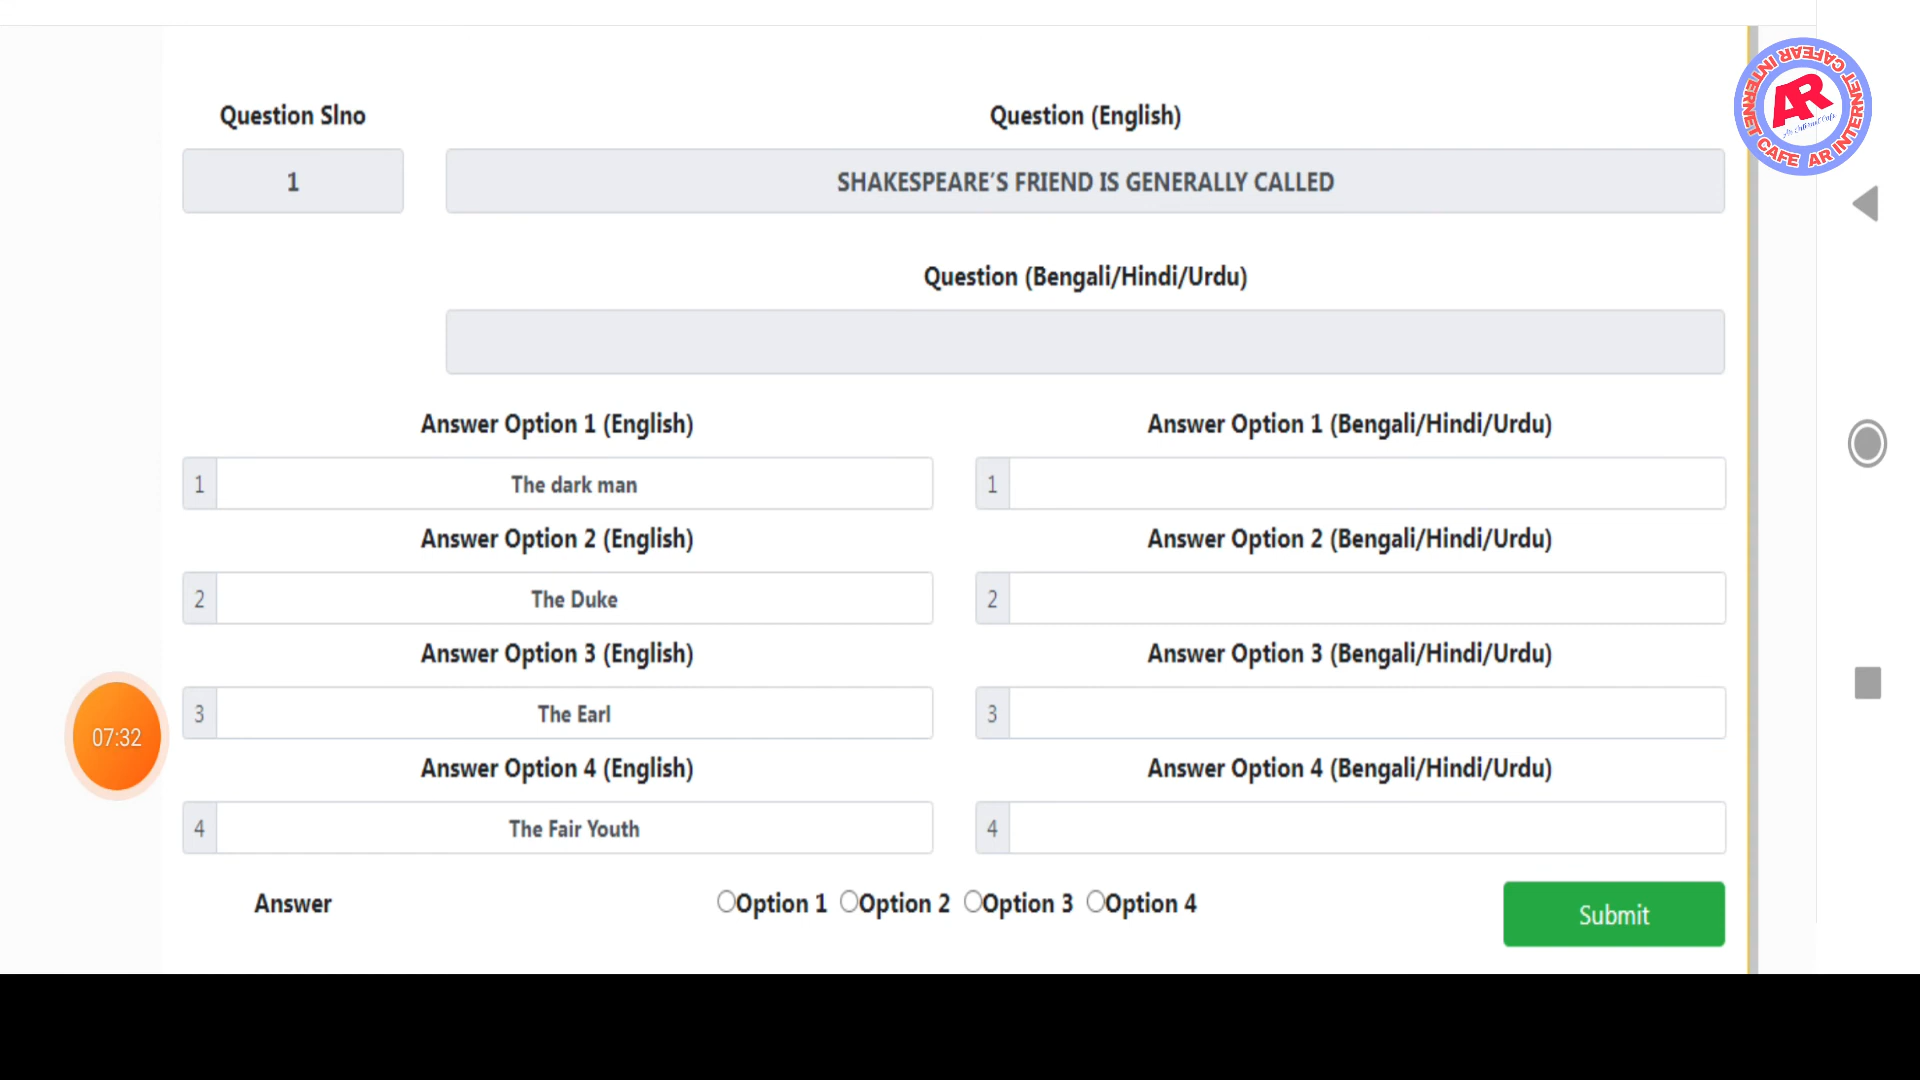 Question Slno
Question (English)
1
SHAKESPEARE'S FRIEND IS GENERALLY CALLED
Question (Bengali/Hindi/Urdu)
Answer Option 1 (English)
Answer Option 1 (Bengali/Hindi/Urdu)
1
The dark man
1
Answer Option 2 (English)
Answer Option 2 (Bengali/Hindi/Urdu)
2
The Duke
2
Answer Option 3 (English)
Answer Option 3 (Bengali/Hindi/Urdu)
3
The Earl
3
07:32
Answer Option 4 (English)
Answer Option 4 (Bengali/Hindi/Urdu)
4
The Fair Youth
4
Answer
Option 1 Option 2 Option 3 Option 4
Submit
AR INTERNET CAFE AR INTERNET CAFE
AR
Ar Internet Cafe